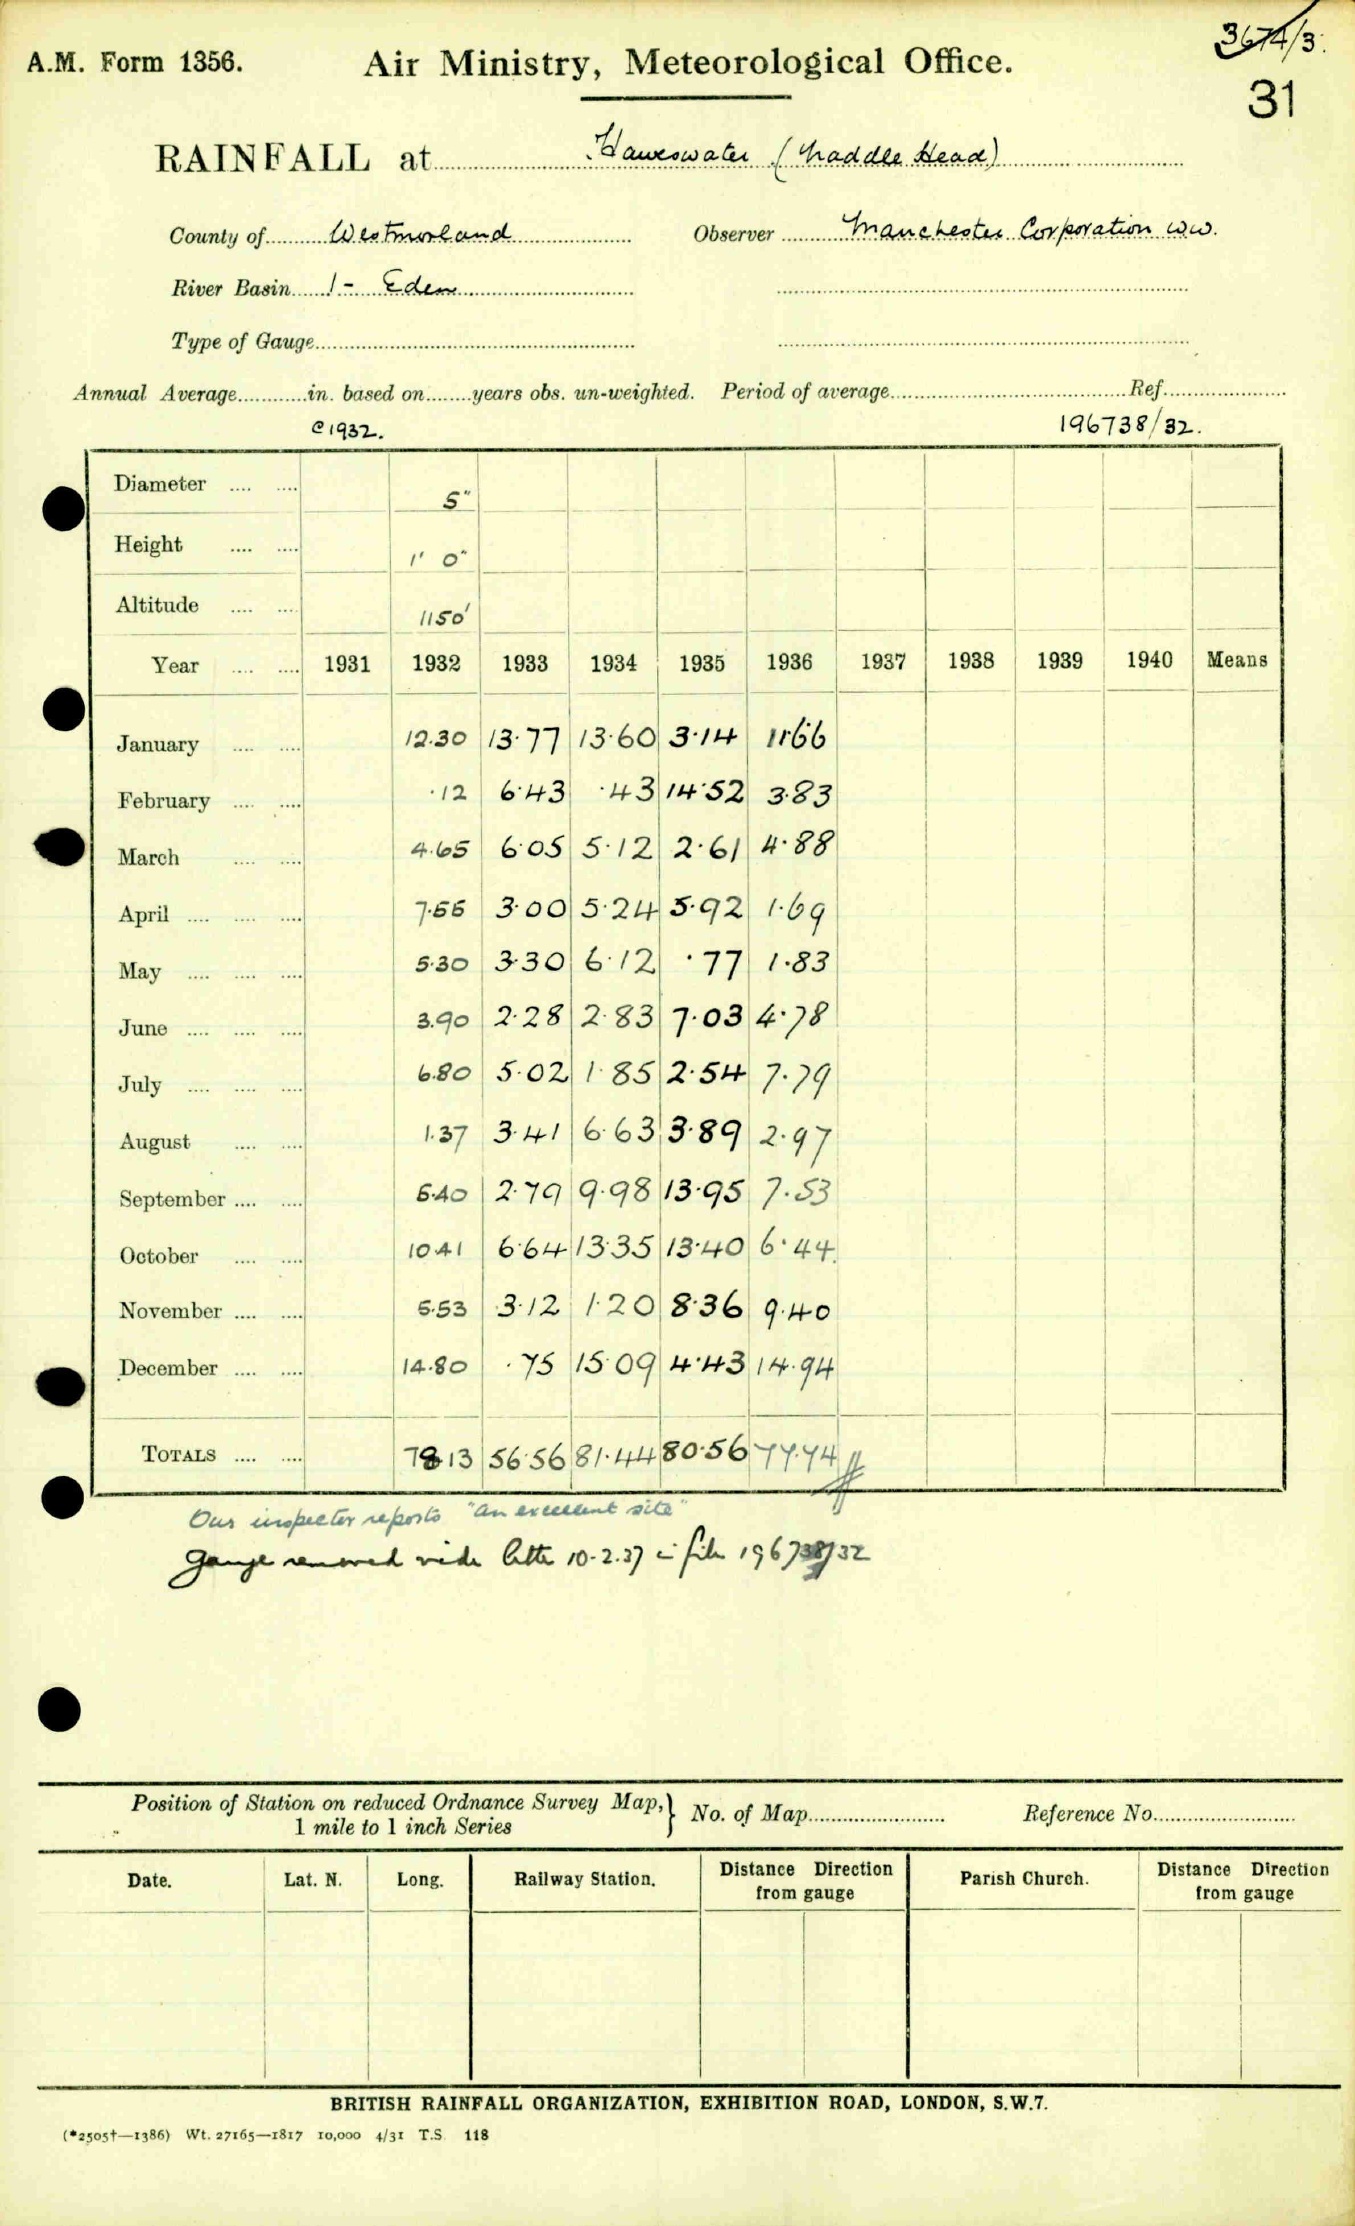 3674/3.
A.M. Form 1356. Air Ministry, Meteorological Office.
31
RAINFALL at Haweswater (Naddle Head)
County of Westmorland Observer Manchester Corporation W.W.
River Basin 1 - Eden
Type of Gauge
Annual Average in. based on years obs. un-weighted. Period of average Ref.
c1932. 196738/32.
Diameter .... .... 5"
Height .... .... 1' 0"
Altitude .... .... 1150'
Year .... .... 1931 1932 1933 1934 1935 1936 1937 1938 1939 1940 Means
January .... .... 12.30 13.77 13.60 3.14 11.66
February .... .... .12 6.43 .43 14.52 3.83
March .... .... 4.65 6.05 5.12 2.61 4.88
April .... .... .... 7.55 3.00 5.24 5.92 1.69
May .... .... .... 5.30 3.30 6.12 .77 1.83
June .... .... .... 3.90 2.28 2.83 7.03 4.78
July .... .... .... 6.80 5.02 1.85 2.54 7.79
August .... .... 1.37 3.41 6.63 3.89 2.97
September .... .... 5.40 2.79 9.98 13.95 7.53
October .... .... 10.41 6.64 13.35 13.40 6.44
November .... .... 5.53 3.12 1.20 8.36 9.40
December .... .... 14.80 .75 15.09 4.43 14.94
TOTALS .... .... 78.13 56.56 81.44 80.56 77.74
Our inspector reports "an excellent site"
Gauge removed vide letter 10.2.37 in file 196738/32
Position of Station on reduced Ordnance Survey Map, } No. of Map Reference No.
1 mile to 1 inch Series
Date. Lat. N. Long. Railway Station. Distance Direction from gauge Parish Church. Distance Direction from gauge
BRITISH RAINFALL ORGANIZATION, EXHIBITION ROAD, LONDON, S.W.7.
(*2505†—1386) Wt. 27165—1817 10,000 4/31 T.S. 118